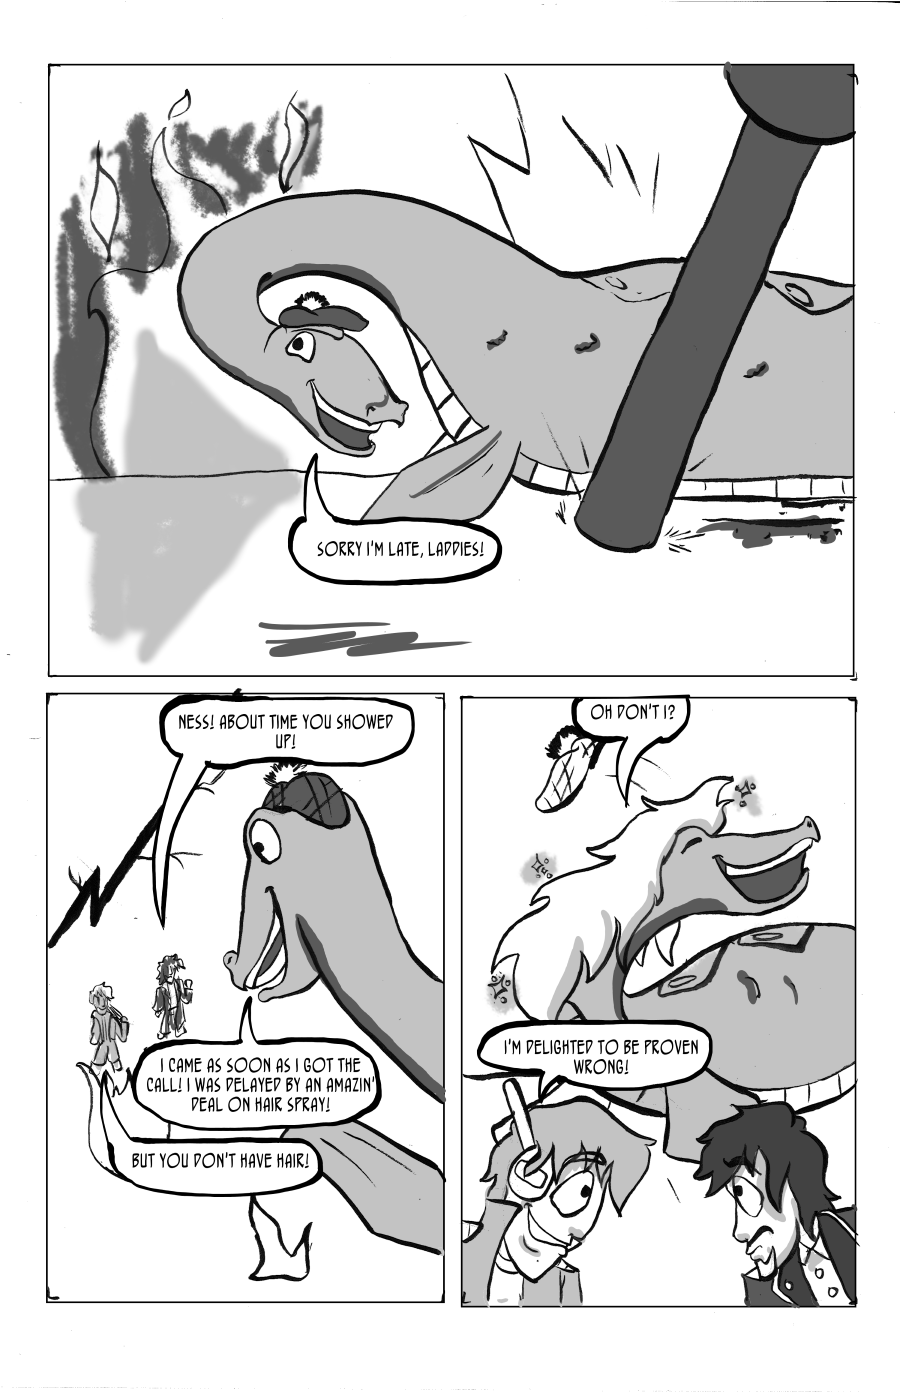 SORRY I'M LATE, LADDIES!
NESS! ABOUT TIME YOU SHOWED
UP!
I CAME AS SOON AS I GOT THE
CALL! I WAS DELAYED BY AN AMAZIN'
DEAL ON HAIR SPRAY!
BUT YOU DON'T HAVE HAIR!
OH DON'T I?
I'M DELIGHTED TO BE PROVEN
WRONG!